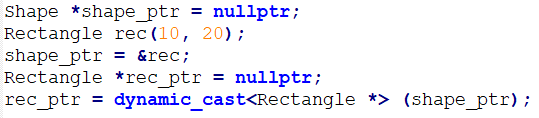 Shape *shape_ptr = nullptr;
Rectangle rec(10, 20);
shape_ptr = &rec;
Rectangle *rec_ptr = nullptr;
rec_ptr = dynamic_cast<Rectangle *> (shape_ptr);